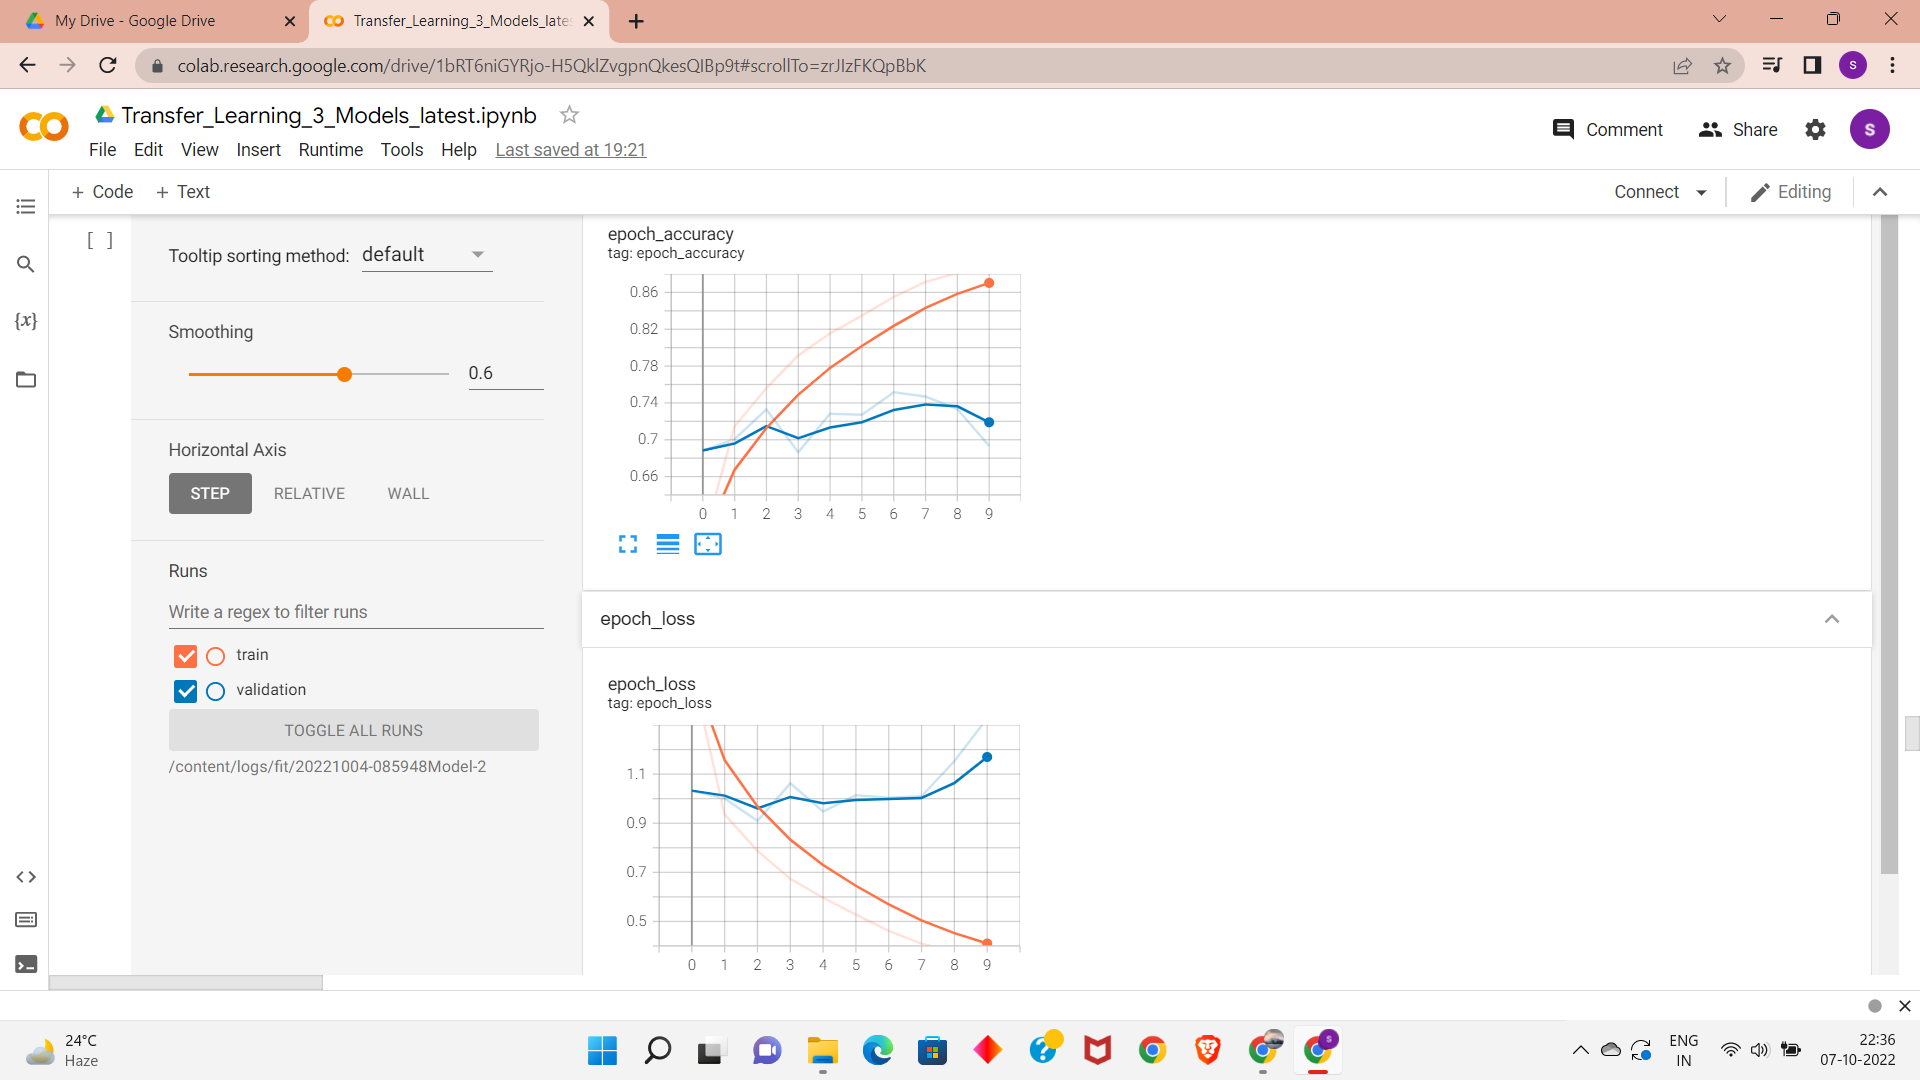 My Drive - Google Drive
Transfer_Learning_3_Models_late
colab.research.google.com/drive/1bRT6niGYRjo-H5QklZvgpnQkesQIBp9t#scrollTo=zrJIzFKQpBbK
S
Transfer_Learning_3_Models_latest.ipynb
File Edit View Insert Runtime Tools Help Last saved at 19:21
Comment Share S
+ Code + Text
Connect Editing
[ ]
{x}
Tooltip sorting method: default
Smoothing
0.6
Horizontal Axis
STEP RELATIVE WALL
Runs
Write a regex to filter runs
train
validation
TOGGLE ALL RUNS
/content/logs/fit/20221004-085948Model-2
epoch_accuracy
tag: epoch_accuracy
0.86
0.82
0.78
0.74
0.7
0.66
0 1 2 3 4 5 6 7 8 9
epoch_loss
epoch_loss
tag: epoch_loss
1.1
0.9
0.7
0.5
0 1 2 3 4 5 6 7 8 9
24°C
Haze
S
ENG
IN
22:36
07-10-2022